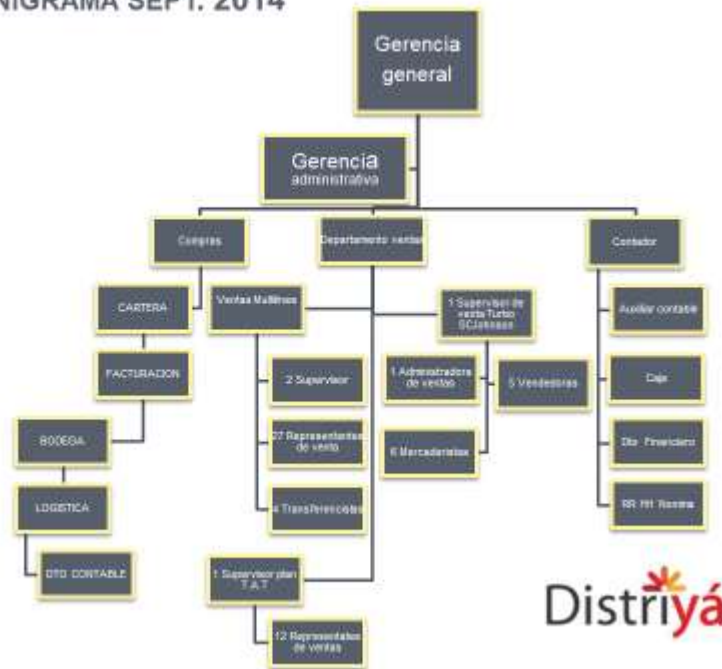 NIGRAMA SEPT. 2014
Gerencia
general
Gerencia
administrativa
Compras
Departamento ventas
Contador
CARTERA
Ventas Multilinea
1 Supervisor de
venta Turbo
SCJohnson
Auxiliar contable
FACTURACION
2 Supervisor
1 Administradora
de ventas
5 Vendedoras
Caja
BODEGA
27 Representantes
de venta
6 Mercaderistas
Dto Financiero
LOGISTICA
4 Transferencistas
RR HH Nomina
DTO CONTABLE
1 Supervisor plan
T.A.T
12 Representates
de ventas
Distriyá